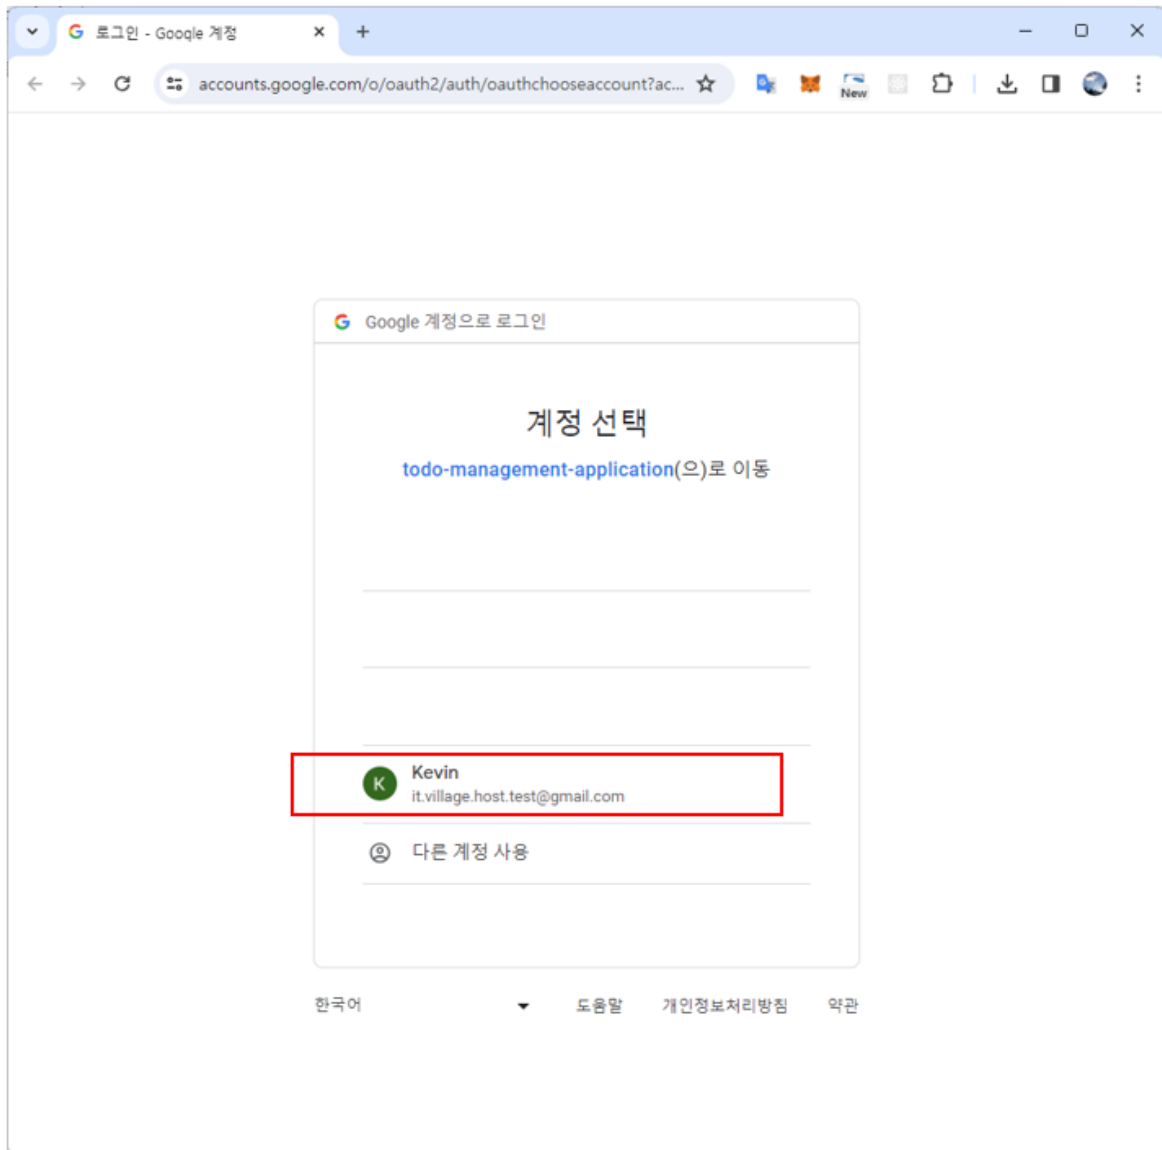 로그인 - Google 계정
accounts.google.com/o/oauth2/auth/oauthchooseaccount?ac...
New
Google 계정으로 로그인
계정 선택
todo-management-application(으)로 이동
K
Kevin
it.village.host.test@gmail.com
다른 계정 사용
한국어
도움말
개인정보처리방침
약관